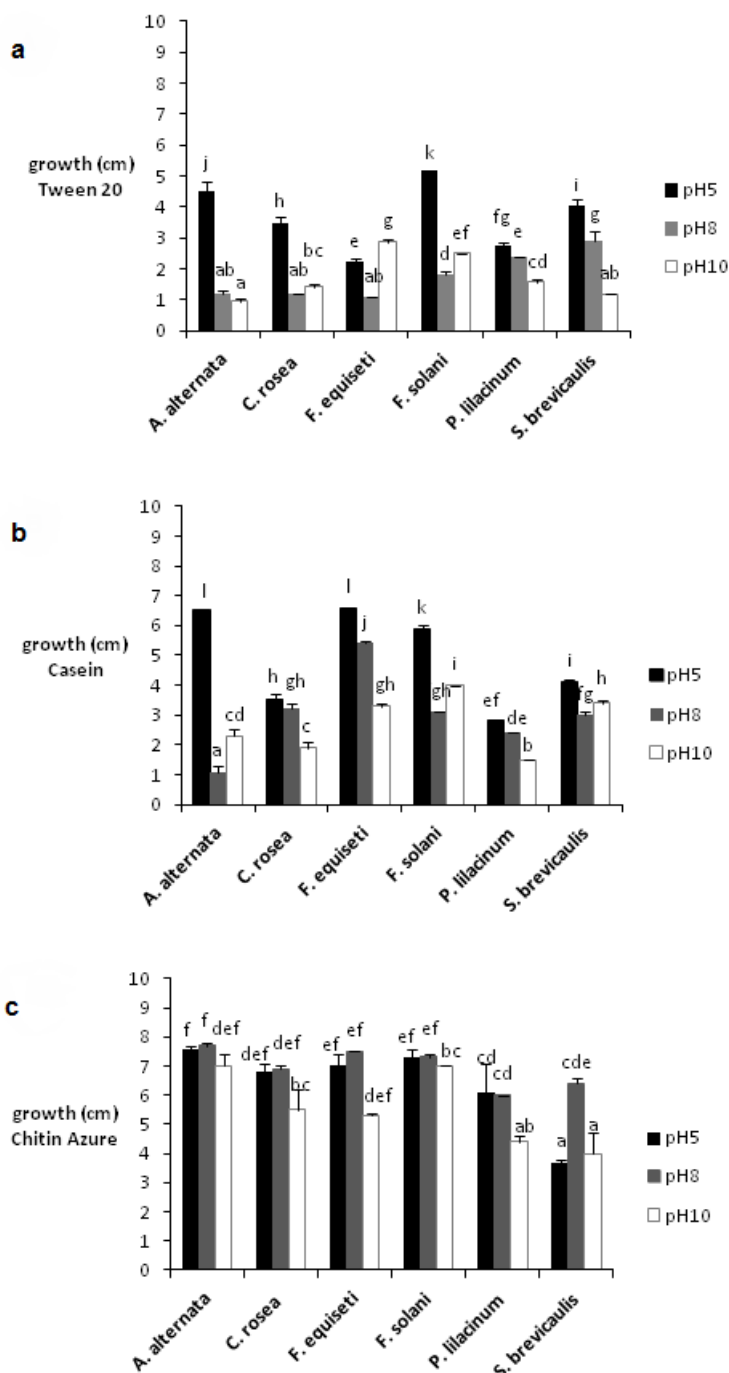 a
growth (cm)
Tween 20
10
9
8
7
6
5
4
3
2
1
0
j ab a
h ab bc
e ab g
k d ef
fg e cd
i g ab
pH5
pH8
pH10
A. alternata
C. rosea
F. equiseti
F. solani
P. lilacinum
S. brevicaulis
b
growth (cm)
Casein
10
9
8
7
6
5
4
3
2
1
0
l a cd
h gh c
l j gh
k gh i
ef de b
i fg h
pH5
pH8
pH10
A. alternata
C. rosea
F. equiseti
F. solani
P. lilacinum
S. brevicaulis
c
growth (cm)
Chitin Azure
10
9
8
7
6
5
4
3
2
1
0
f f def
def def bc
ef ef def
ef ef bc
cd cd ab
a cde a
pH5
pH8
pH10
A. alternata
C. rosea
F. equiseti
F. solani
P. lilacinum
S. brevicaulis